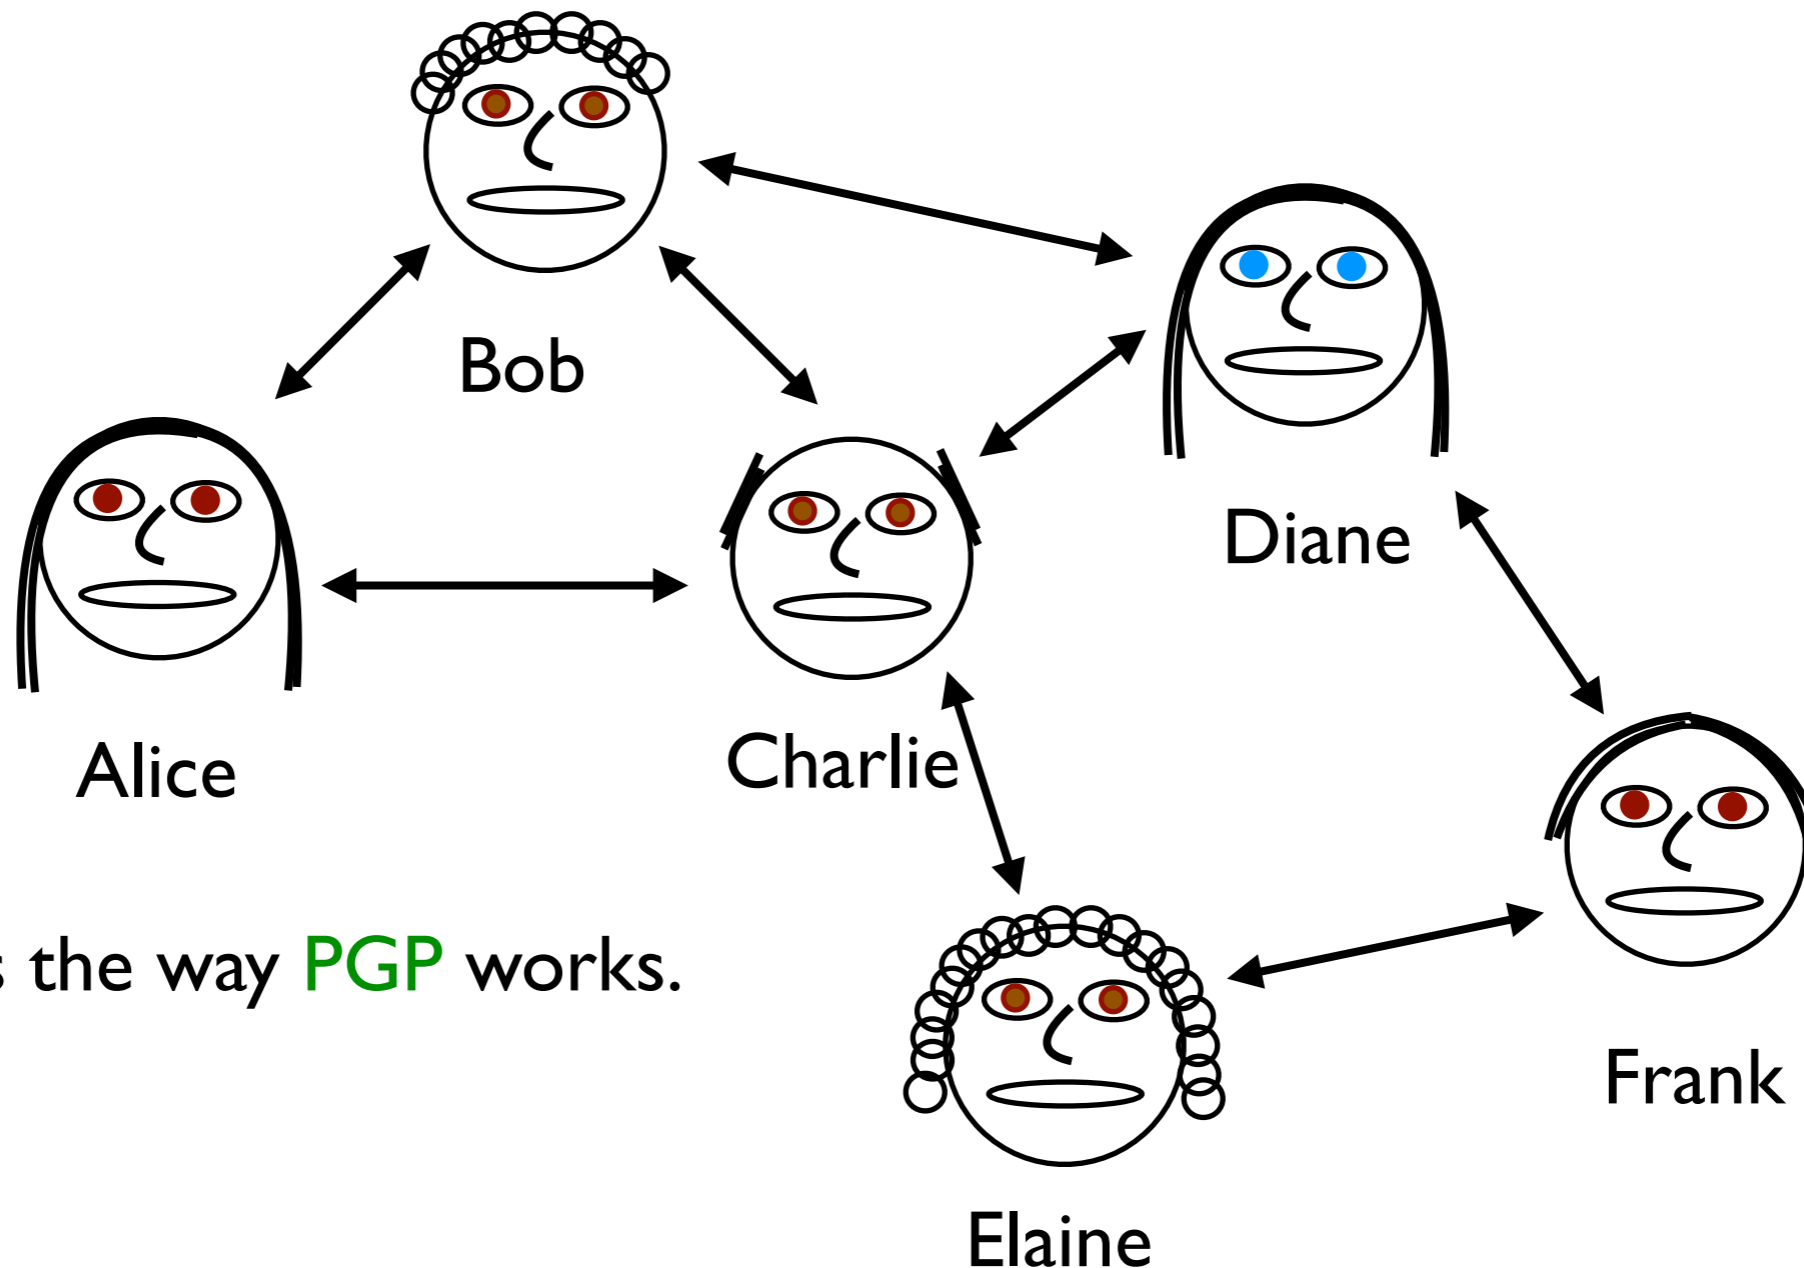 Bob
Diane
Alice
Charlie
the way PGP works.
Frank
Elaine